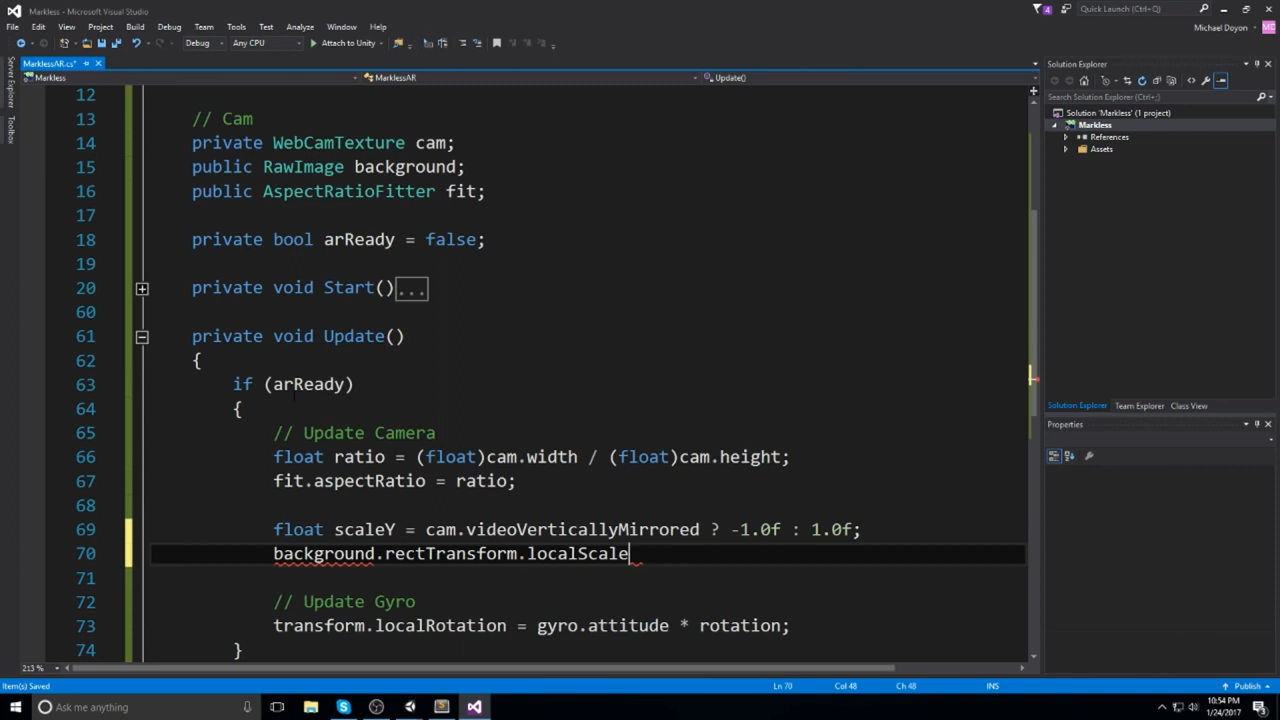 Markless - Microsoft Visual Studio
4
Quick Launch (Ctrl+Q)
File Edit View Project Build Debug Team Tools Test Analyze Window Help
Michael Doyon
MD
Debug Any CPU Attach to Unity
Server Explorer
Toolbox
MarklessAR.cs*
Markless MarklessAR Update()
12
13 // Cam
14 private WebCamTexture cam;
15 public RawImage background;
16 public AspectRatioFitter fit;
17
18 private bool arReady = false;
19
20 private void Start()...
60
61 private void Update()
62 {
63 if (arReady)
64 {
65 // Update Camera
66 float ratio = (float)cam.width / (float)cam.height;
67 fit.aspectRatio = ratio;
68
69 float scaleY = cam.videoVerticallyMirrored ? -1.0f : 1.0f;
70 background.rectTransform.localScale
71
72 // Update Gyro
73 transform.localRotation = gyro.attitude * rotation;
74 }
213 %
Solution Explorer
Search Solution Explorer (Ctrl+;)
Solution 'Markless' (1 project)
Markless
References
Assets
Solution Explorer Team Explorer Class View
Properties
Item(s) Saved Ln 70 Col 48 Ch 48 INS Publish
Ask me anything
10:54 PM
1/24/2017
3